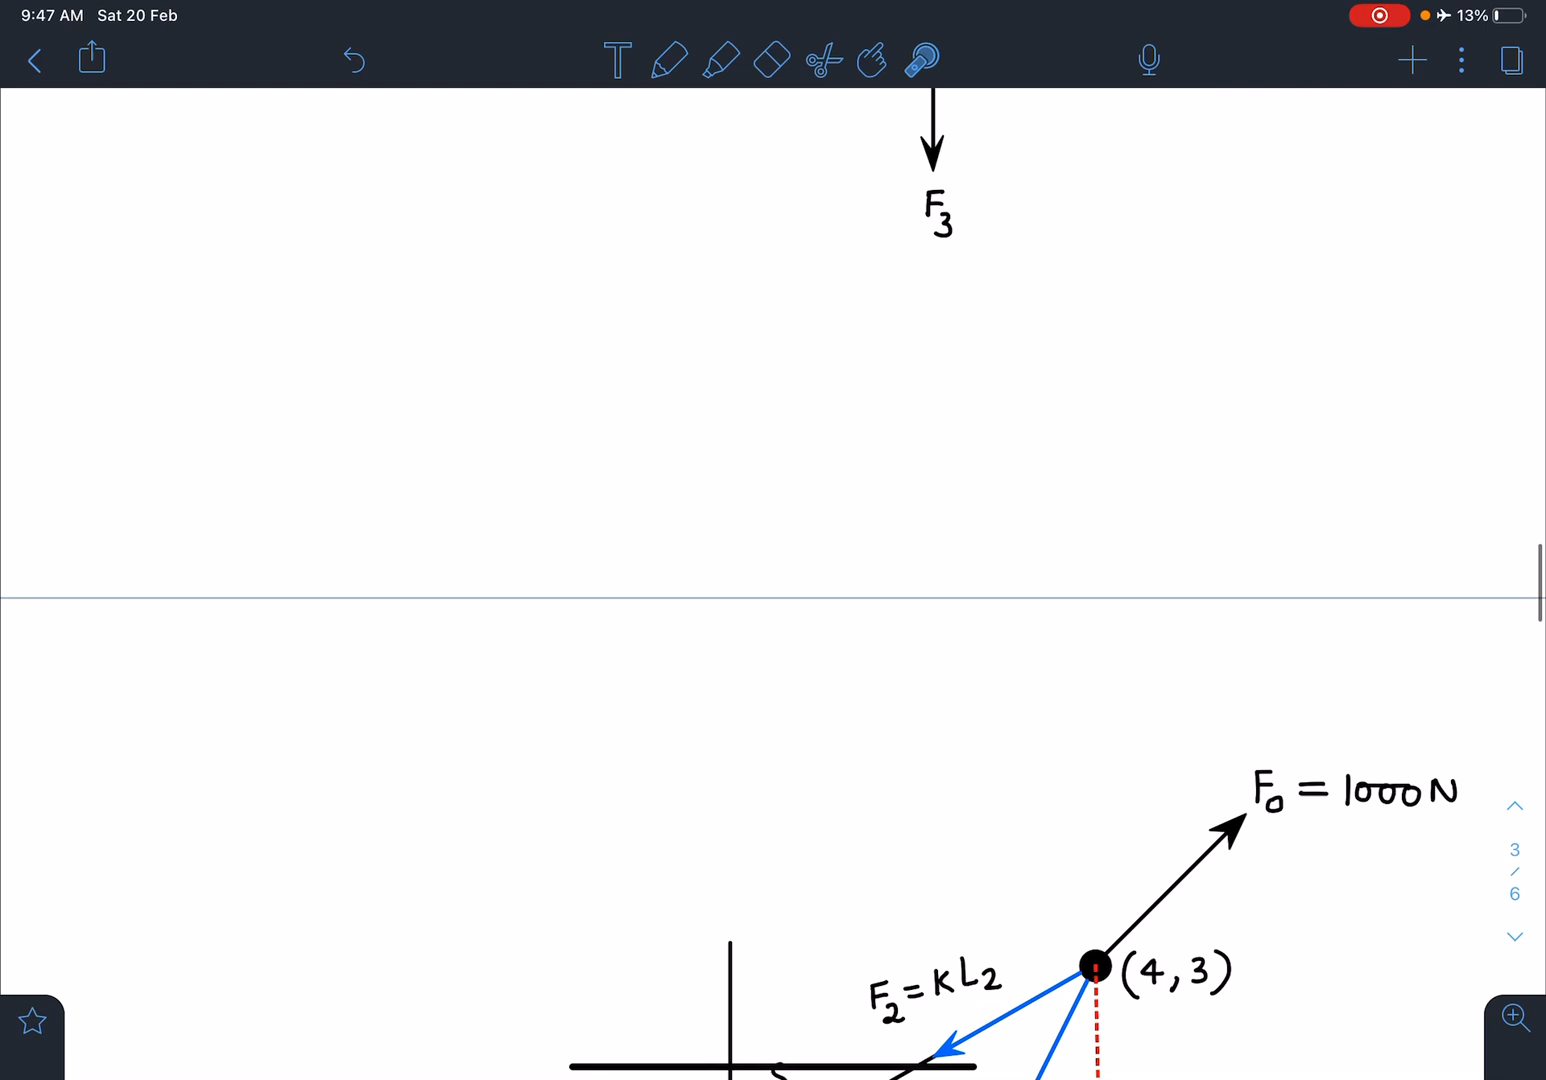 9:47 AM Sat 20 Feb
13%
T
F3
F0 = 1000N
3
/
6
(4,3)
F2 = KL2